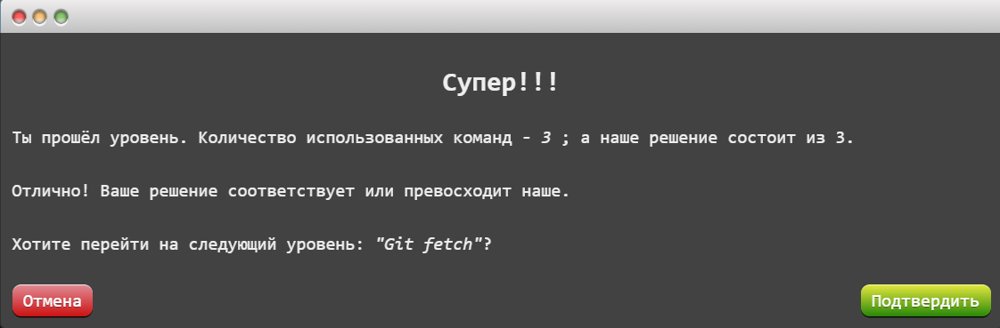 Супер!!!
Ты прошёл уровень. Количество использованных команд - 3 ; а наше решение состоит из 3.
Отлично! Ваше решение соответствует или превосходит наше.
Хотите перейти на следующий уровень: "Git fetch"?
Отмена
Подтвердить